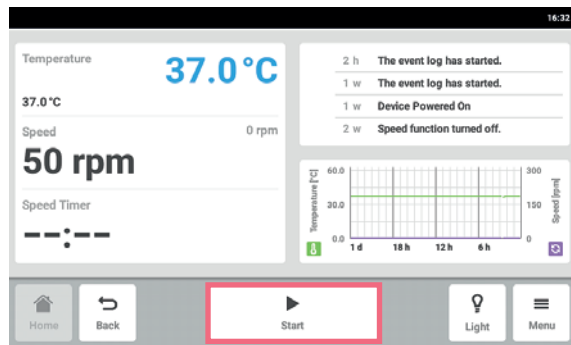 16:32
Temperature
37.0 °C
37.0 °C
Speed
0 rpm
50 rpm
Speed Timer
--:--
2 h The event log has started.
1 w The event log has started.
1 w Device Powered On
2 w Speed function turned off.
Temperature [°C]
60.0
20.0
0.0
300
150
0
Speed [rpm]
1 d 18 h 12 h 6 h
Home
Back
Start
Light
Menu